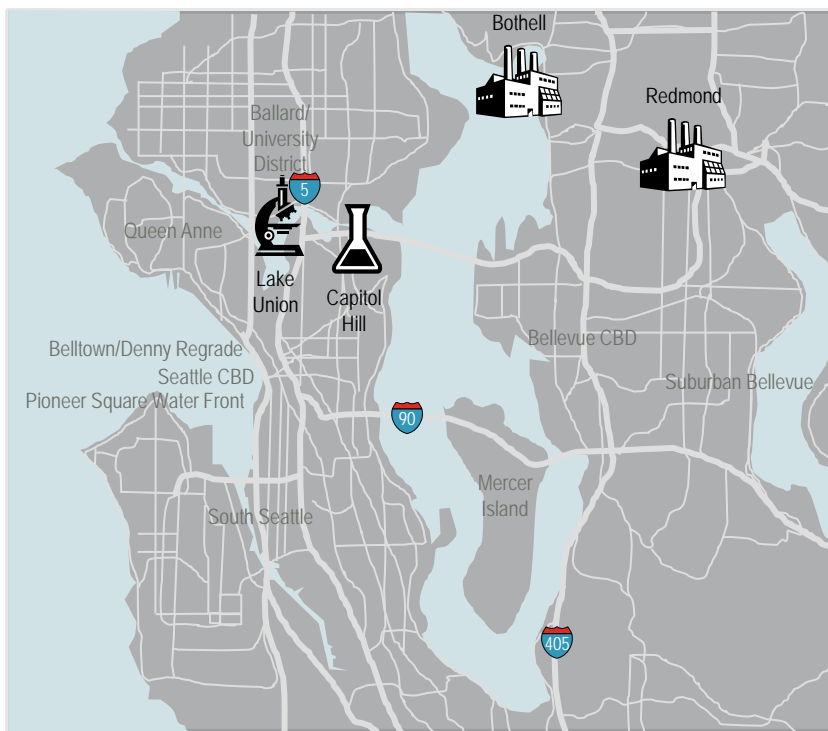 Bothell
Redmond
Ballard/
University
District
5
Queen Anne
Lake
Union
Capitol
Hill
Belltown/Denny Regrade
Seattle CBD
Pioneer Square Water Front
Bellevue CBD
Suburban Bellevue
90
Mercer
Island
South Seattle
405